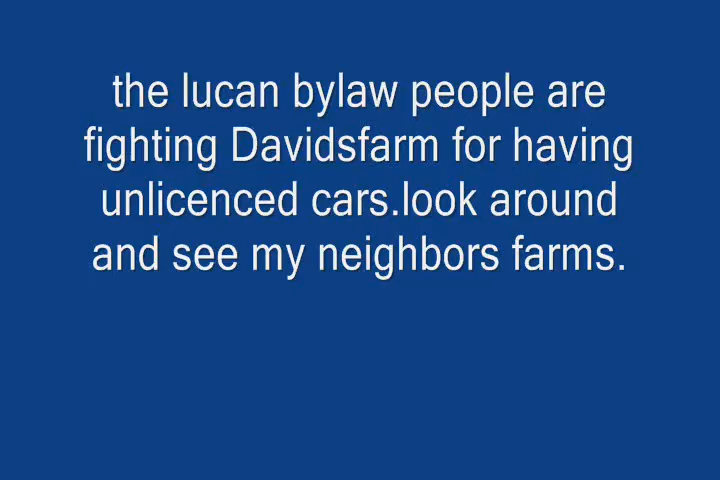 the lucan bylaw people are
fighting Davidsfarm for having
unlicenced cars.look around
and see my neighbors farms.